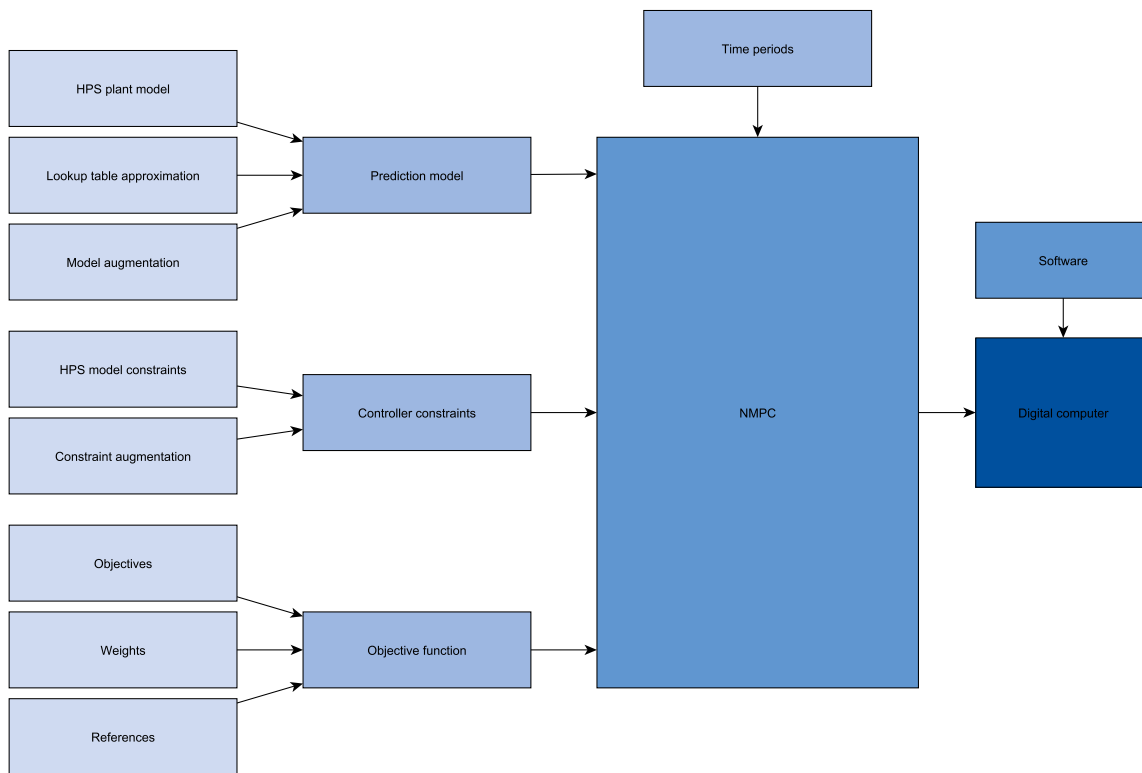 Time periods
HPS plant model
Lookup table approximation
Prediction model
Model augmentation
Software
HPS model constraints
Controller constraints
NMPC
Digital computer
Constraint augmentation
Objectives
Weights
Objective function
References